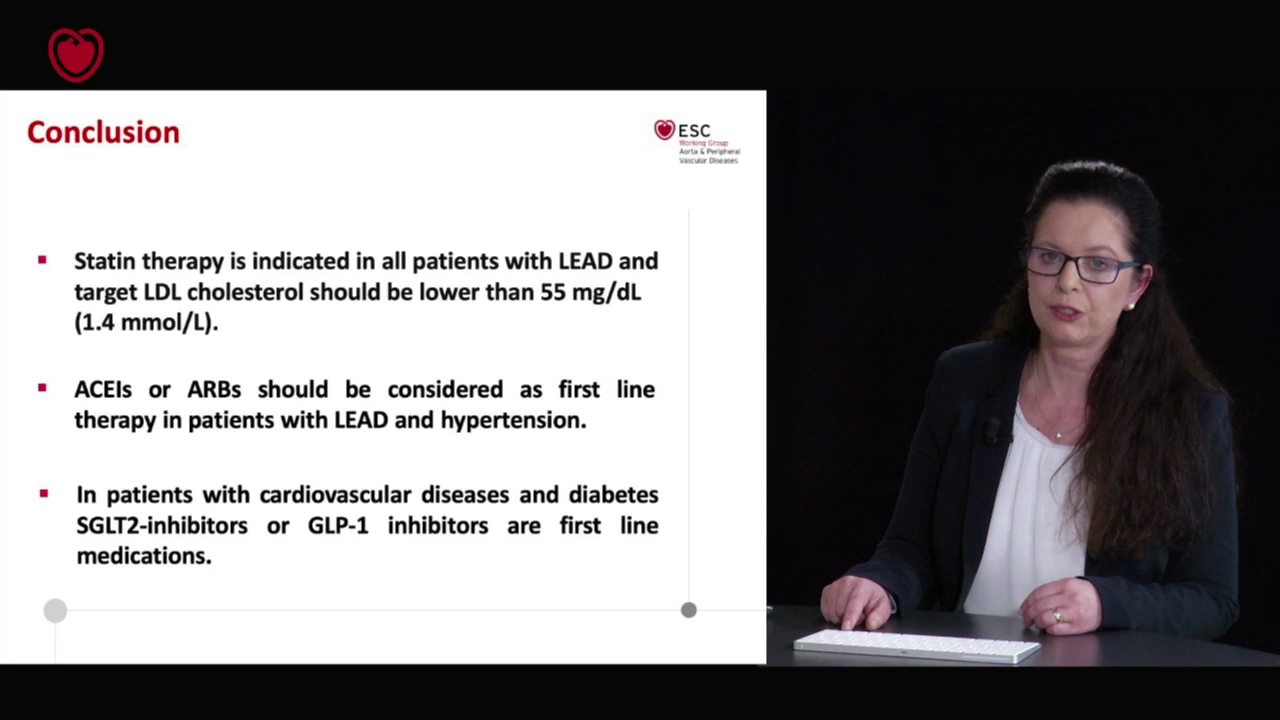 Conclusion
ESC
Working Group
Aorta & Peripheral
Vascular Diseases
▪ Statin therapy is indicated in all patients with LEAD and
target LDL cholesterol should be lower than 55 mg/dL
(1.4 mmol/L).
▪ ACEIs or ARBs should be considered as first line
therapy in patients with LEAD and hypertension.
▪ In patients with cardiovascular diseases and diabetes
SGLT2-inhibitors or GLP-1 inhibitors are first line
medications.